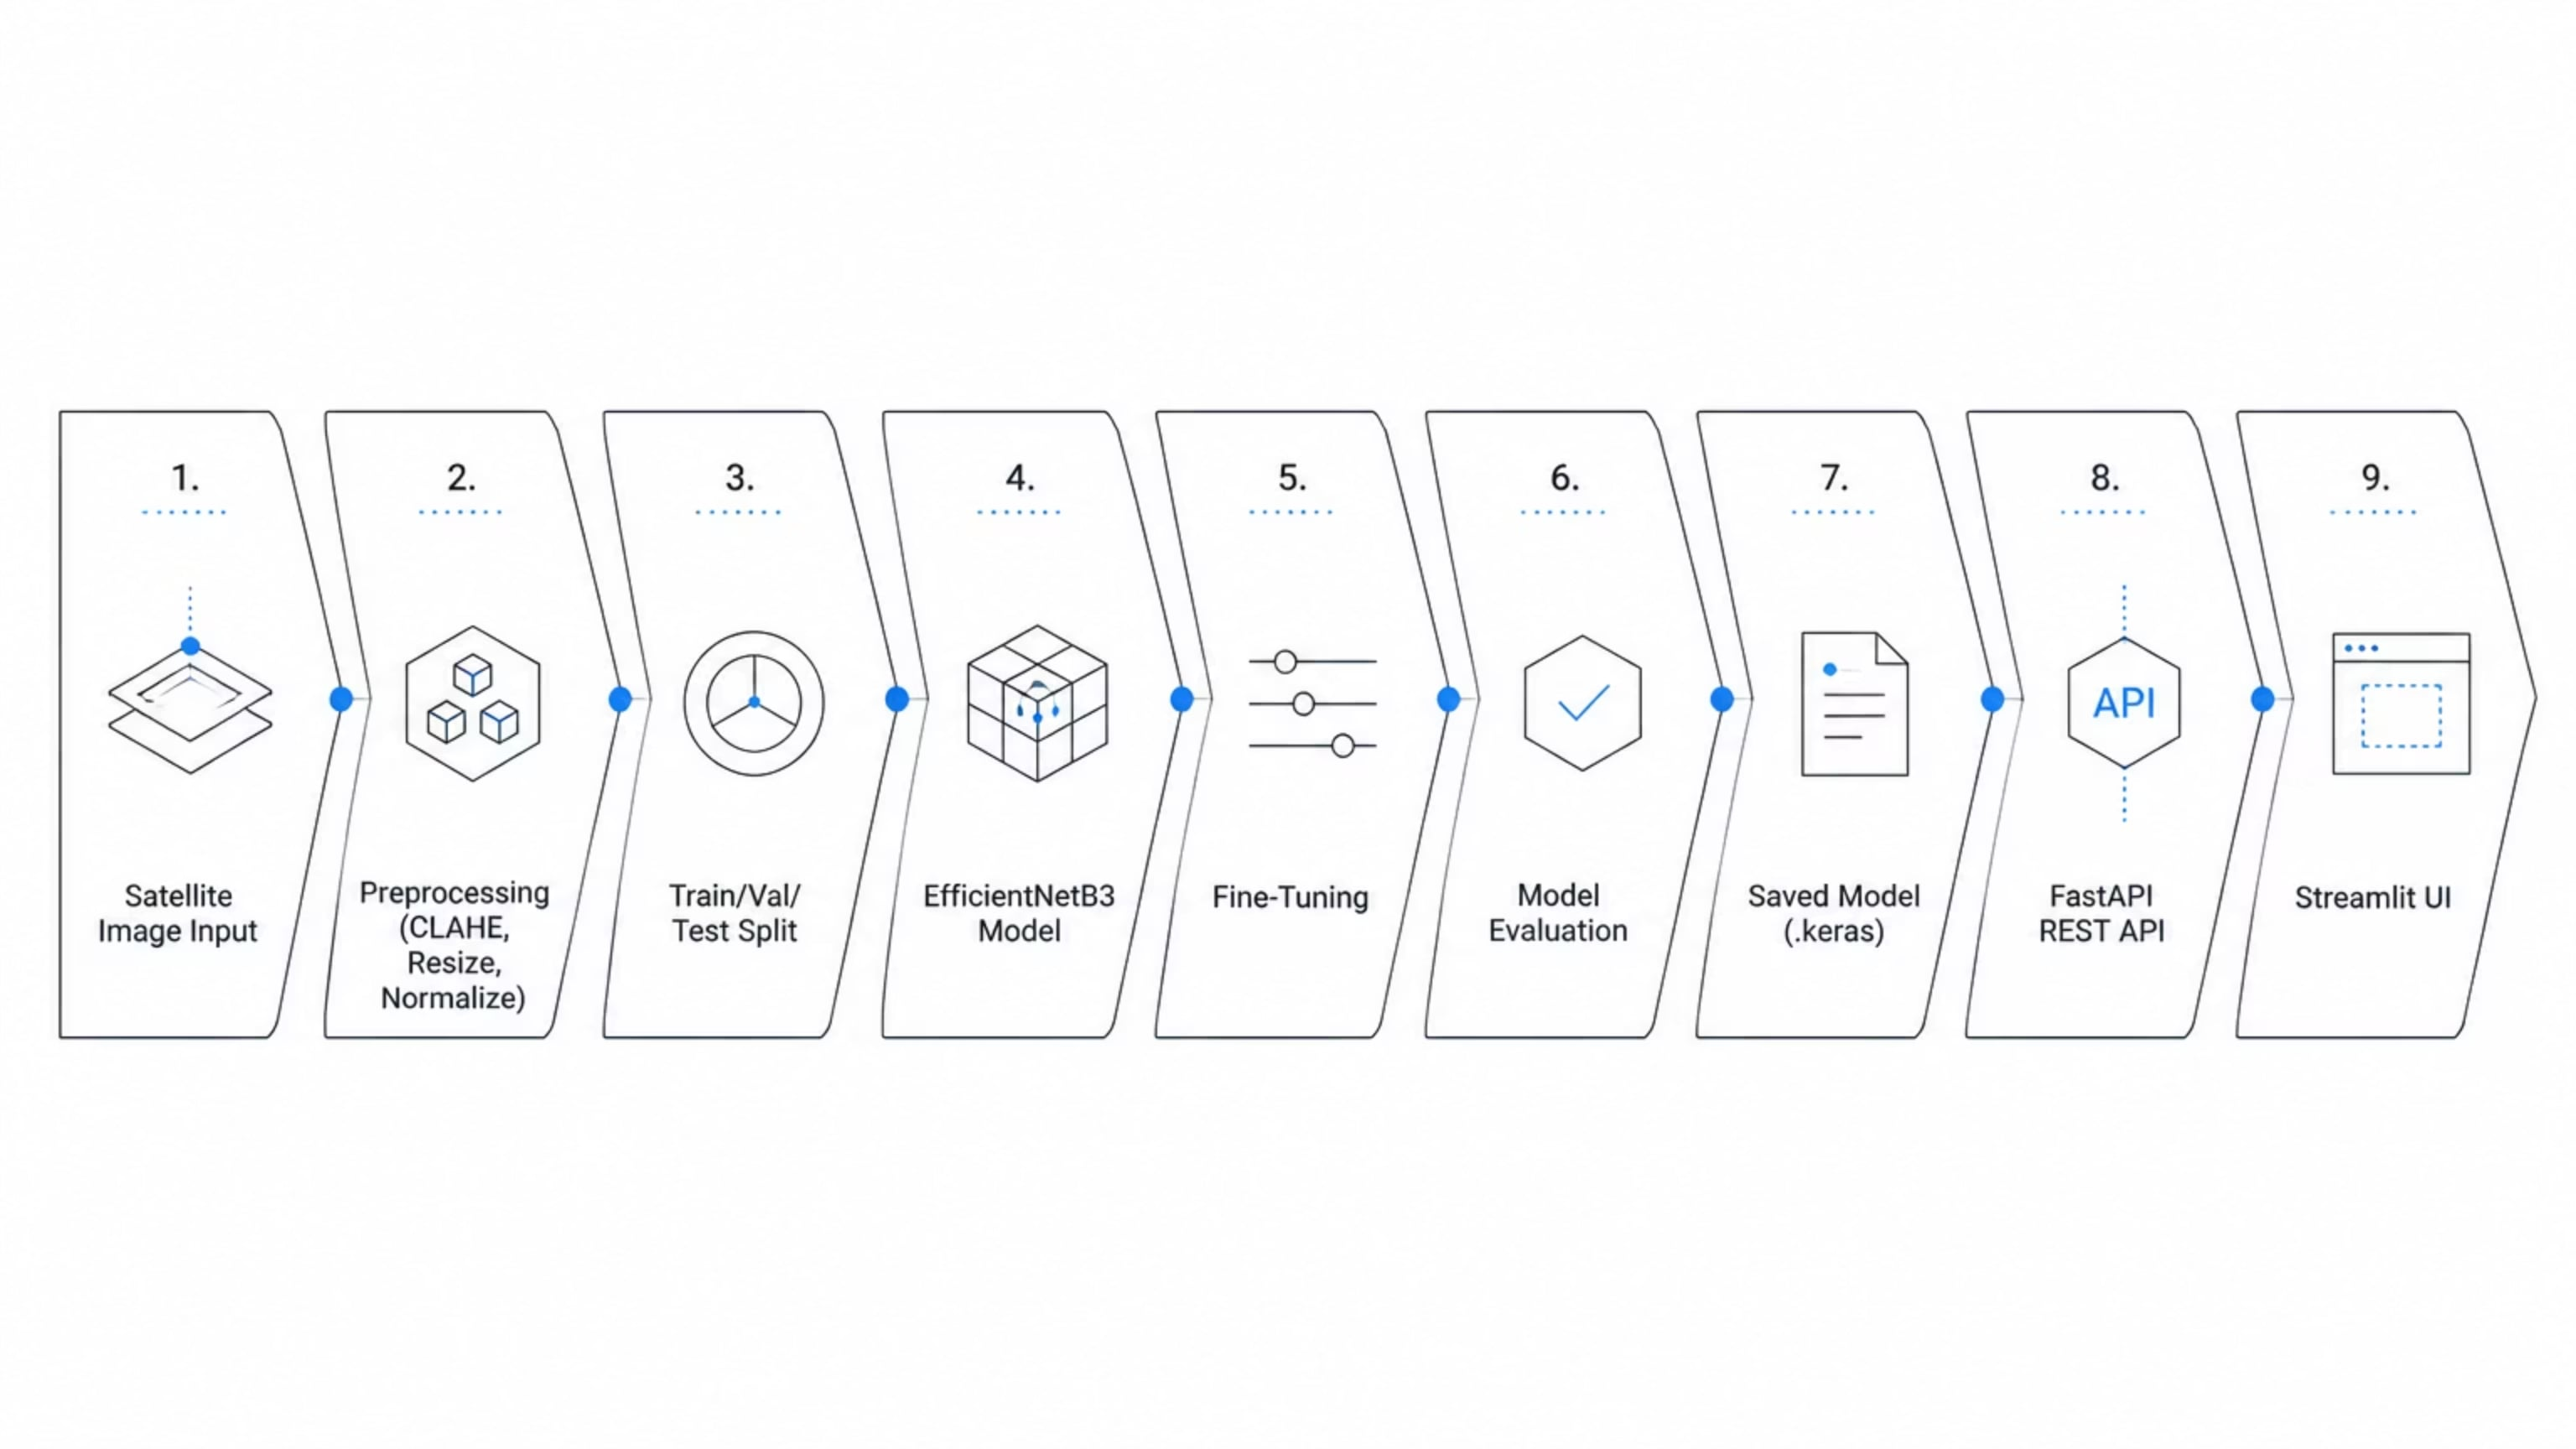 1.
Satellite
Image Input
2.
Preprocessing
(CLAHE,
Resize,
Normalize)
3.
Train/Val/
Test Split
4.
EfficientNetB3
Model
5.
Fine-Tuning
6.
Model
Evaluation
7.
Saved Model
(.keras)
8.
API
FastAPI
REST API
9.
Streamlit UI